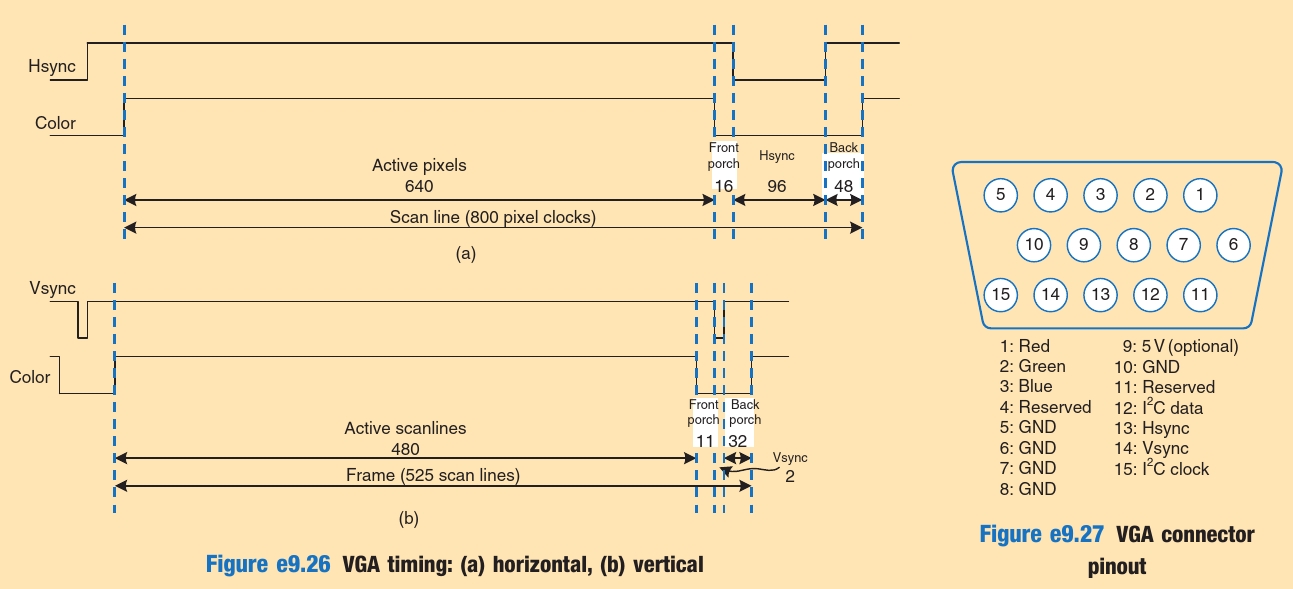 Hsync
Color
Active pixels
640
Front
porch
16
Hsync
96
Back
porch
48
Scan line (800 pixel clocks)
(a)
Vsync
Color
Active scanlines
480
Front
porch
11
Back
porch
32
Vsync
2
Frame (525 scan lines)
(b)
Figure e9.26 VGA timing: (a) horizontal, (b) vertical
5 4 3 2 1
10 9 8 7 6
15 14 13 12 11
1: Red
2: Green
3: Blue
4: Reserved
5: GND
6: GND
7: GND
8: GND
9: 5 V (optional)
10: GND
11: Reserved
12: I²C data
13: Hsync
14: Vsync
15: I²C clock
Figure e9.27 VGA connector
pinout